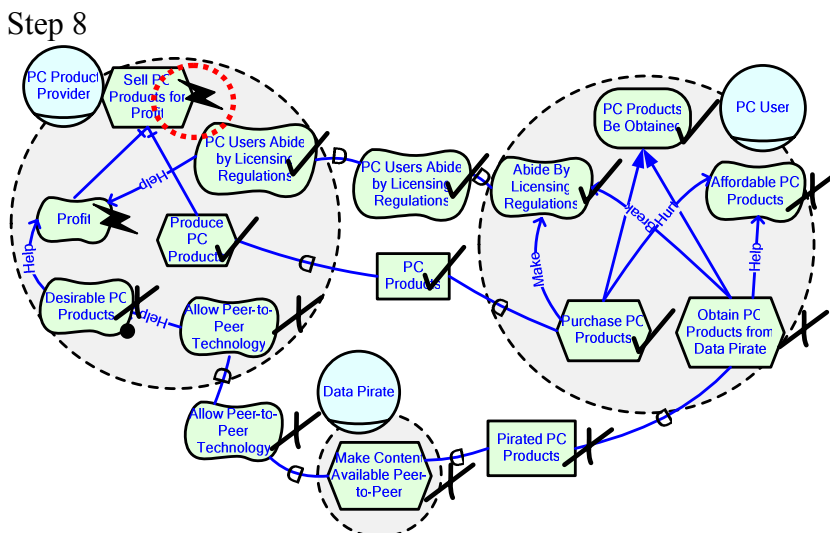 Step 8
PC Product
Provider
Sell PC
Products for
Profit
PC Users Abide
by Licensing
Regulations
Help
Profit
Produce
PC
Products
Help
Desirable PC
Products
Help
Allow Peer-to-
Peer
Technology
PC Users Abide
by Licensing
Regulations
PC
Products
PC Products
Be Obtained
PC User
Abide By
Licensing
Regulations
Affordable PC
Products
Break
Hurt
Make
Help
Purchase PC
Products
Obtain PC
Products from
Data Pirate
Data Pirate
Allow Peer-to-
Peer
Technology
Make Content
Available Peer-
to-Peer
Pirated PC
Products